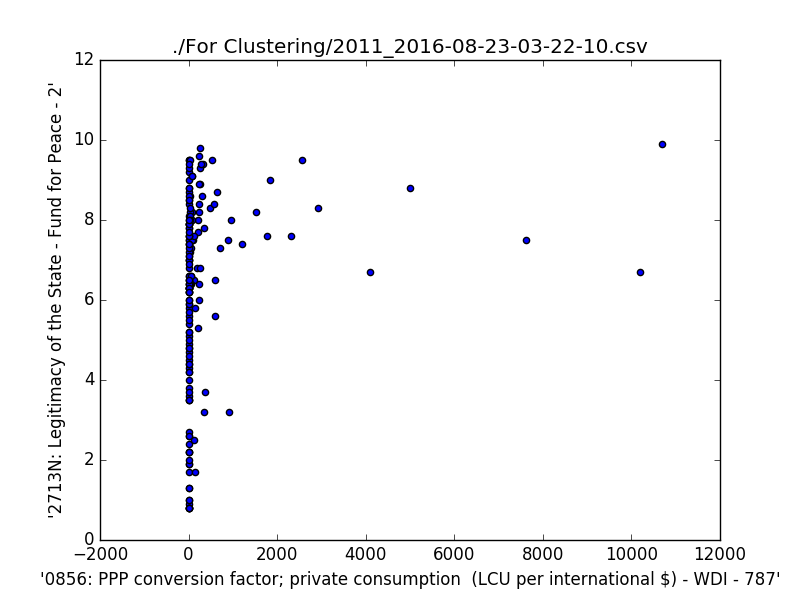 ./For Clustering/2011_2016-08-23-03-22-10.csv
'2713N: Legitimacy of the State - Fund for Peace - 2'
12
10
8
6
4
2
0
−2000 0 2000 4000 6000 8000 10000 12000
'0856: PPP conversion factor; private consumption  (LCU per international $) - WDI - 787'